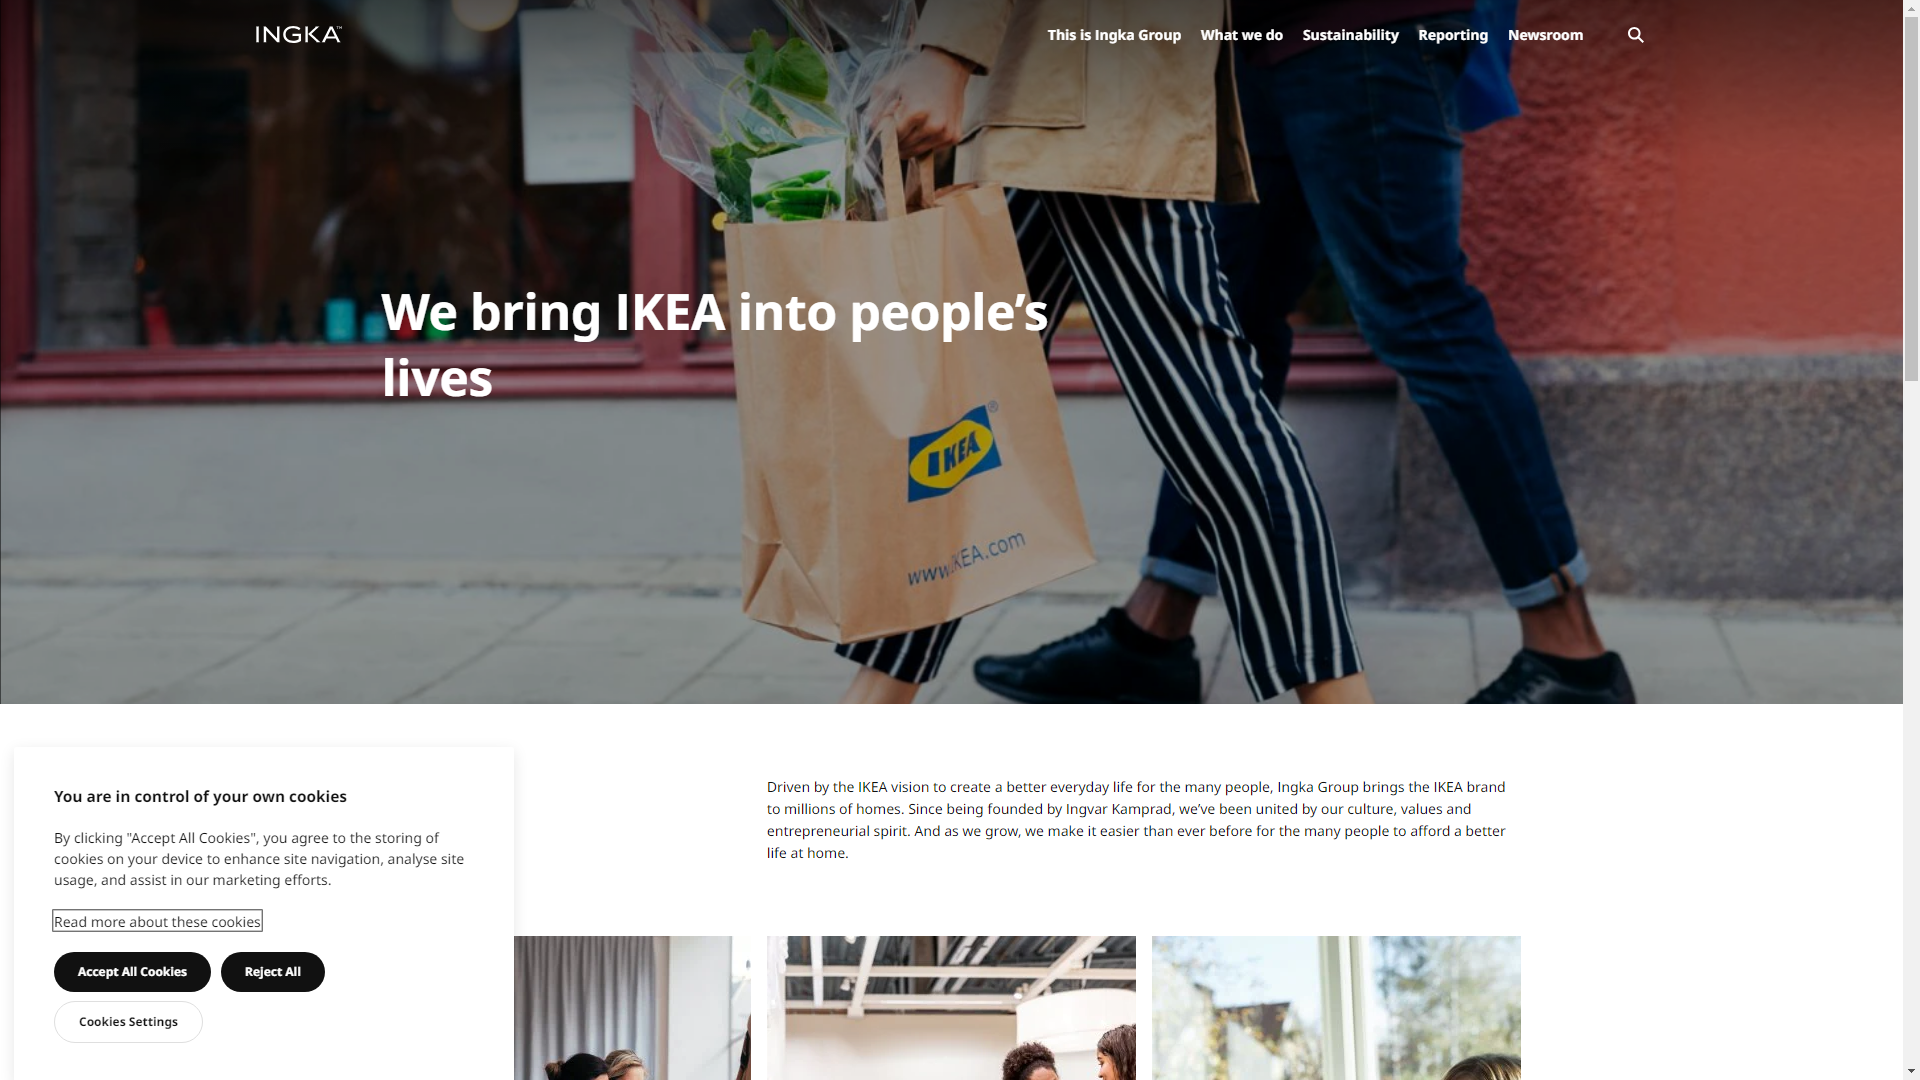 INGKA
This is Ingka Group What we do Sustainability Reporting Newsroom
We bring IKEA into people’s
lives
IKEA
www.IKEA.com
Driven by the IKEA vision to create a better everyday life for the many people, Ingka Group brings the IKEA brand
to millions of homes. Since being founded by Ingvar Kamprad, we’ve been united by our culture, values and
entrepreneurial spirit. And as we grow, we make it easier than ever before for the many people to afford a better
life at home.
You are in control of your own cookies
By clicking "Accept All Cookies", you agree to the storing of
cookies on your device to enhance site navigation, analyse site
usage, and assist in our marketing efforts.
Read more about these cookies
Accept All Cookies Reject All
Cookies Settings